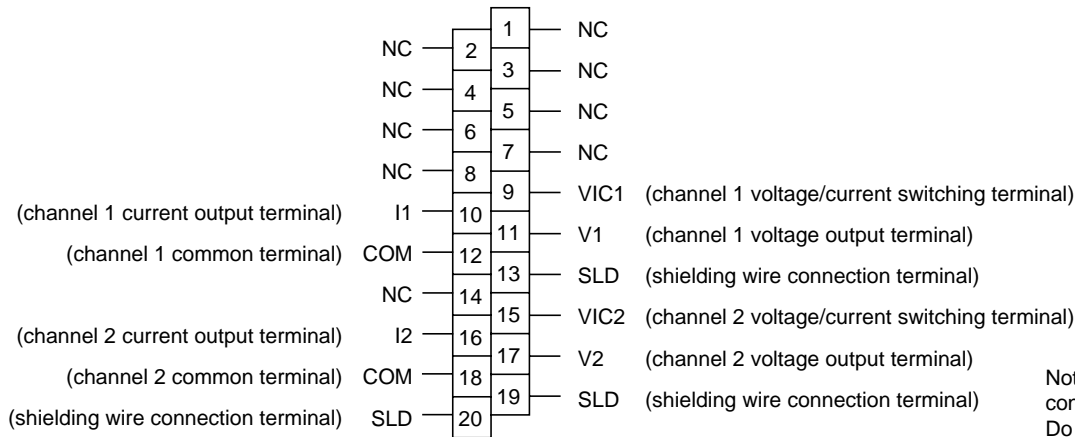 1 NC
NC 2
3 NC
NC 4
5 NC
NC 6
7 NC
NC 8
9 VIC1 (channel 1 voltage/current switching terminal)
(channel 1 current output terminal) I1 10
11 V1 (channel 1 voltage output terminal)
(channel 1 common terminal) COM 12
13 SLD (shielding wire connection terminal)
NC 14
15 VIC2 (channel 2 voltage/current switching terminal)
(channel 2 current output terminal) I2 16
17 V2 (channel 2 voltage output terminal)
(channel 2 common terminal) COM 18
19 SLD (shielding wire connection terminal)
(shielding wire connection terminal) SLD 20
Do